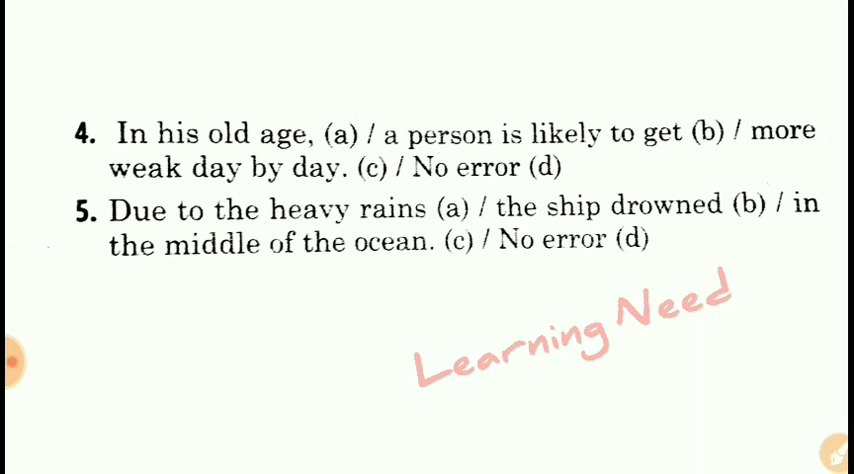 4. In his old age, (a) / a person is likely to get (b) / more
weak day by day. (c) / No error (d)
5. Due to the heavy rains (a) / the ship drowned (b) / in
the middle of the ocean. (c) / No error (d)
Learning Need